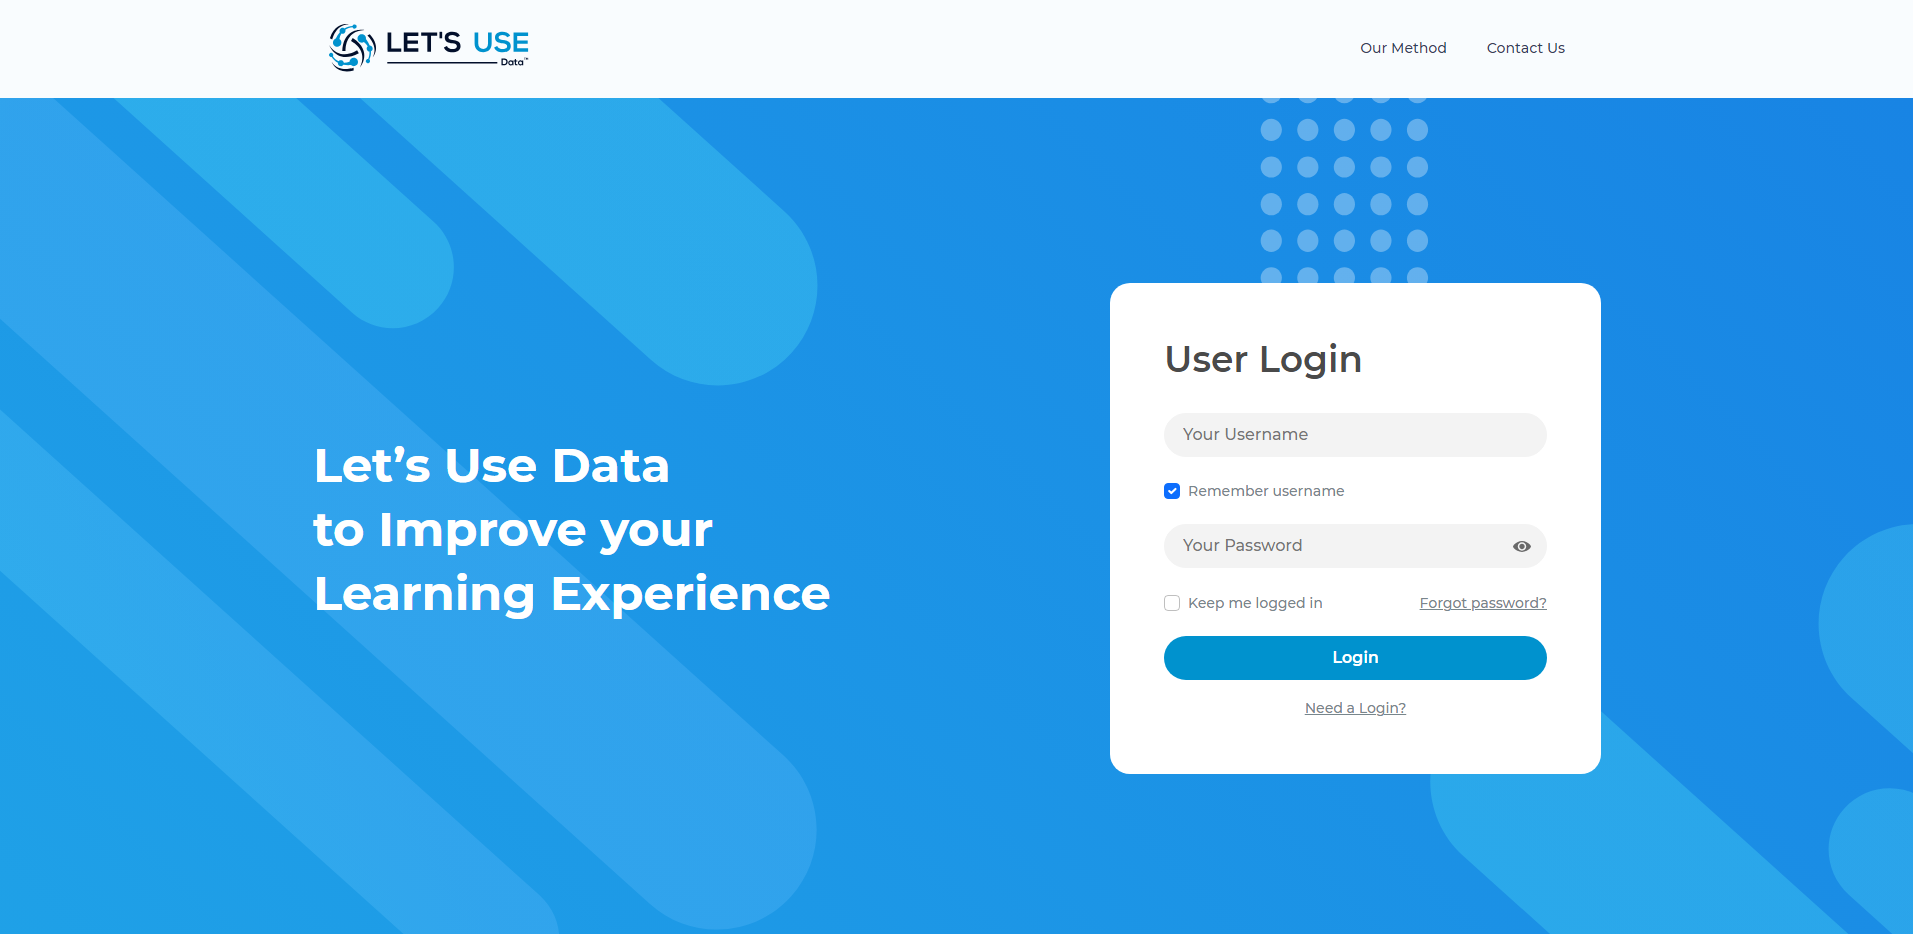 LET'S USE
Data™
Our Method
Contact Us
Let’s Use Data
to Improve your
Learning Experience
User Login
Your Username
Remember username
Your Password
Keep me logged in
Forgot password?
Login
Need a Login?